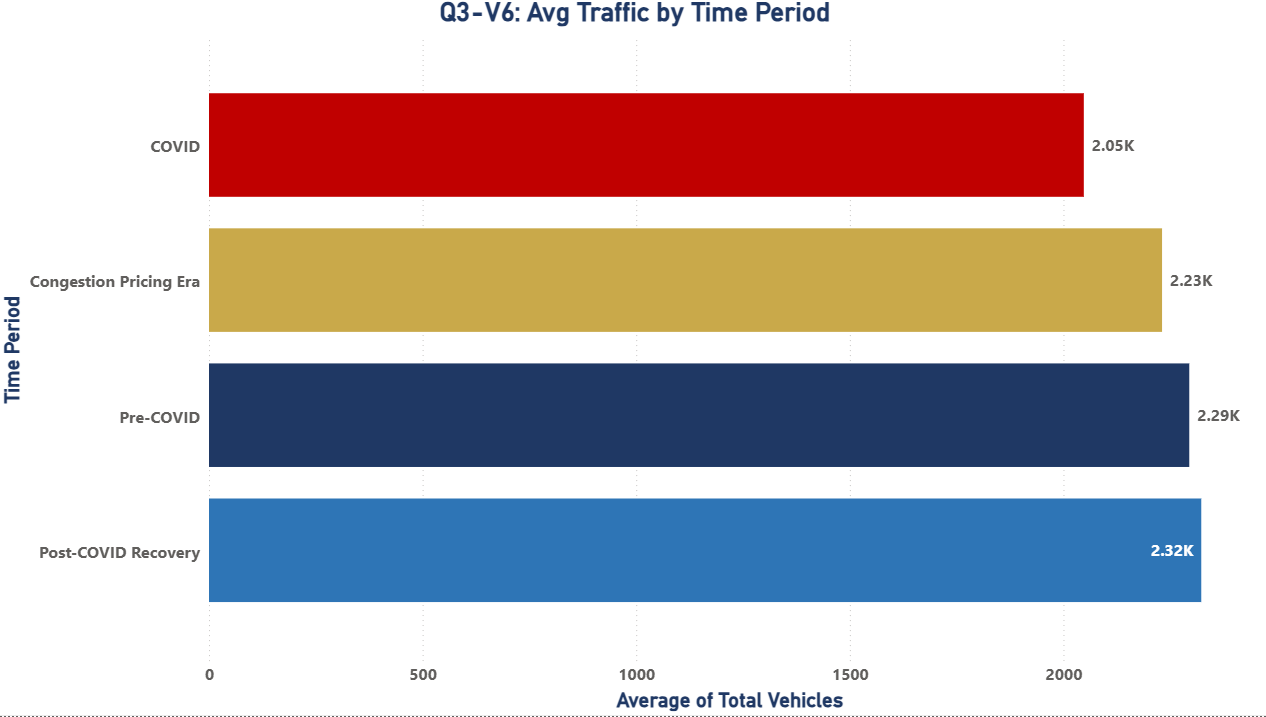 Q3-V6: Avg Traffic by Time Period
Time Period
COVID
2.05K
Congestion Pricing Era
2.23K
Pre-COVID
2.29K
Post-COVID Recovery
2.32K
0 500 1000 1500 2000
Average of Total Vehicles